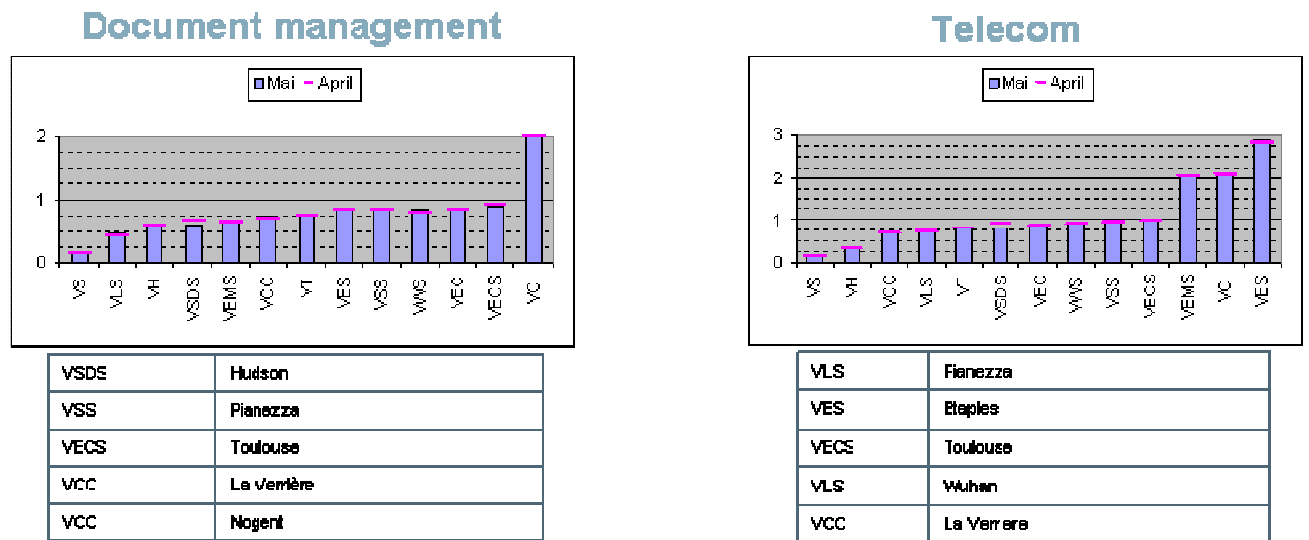 Document management
Mai April
2
1
0
VS VLS VH VSDS VEMS VCC VT VES VSS VWS VEC VECS VC
VSDS Hudson
VSS Pianezza
VECS Toulouse
VCC La Verrière
VCC Nogent
Telecom
Mai April
3
2
1
0
VS VH VCC VLS VT VSDS VEC VWS VSS VECS VEMS VC VES
VLS Pianezza
VES Etaples
VECS Toulouse
VLS Wuhan
VCC La Verrere